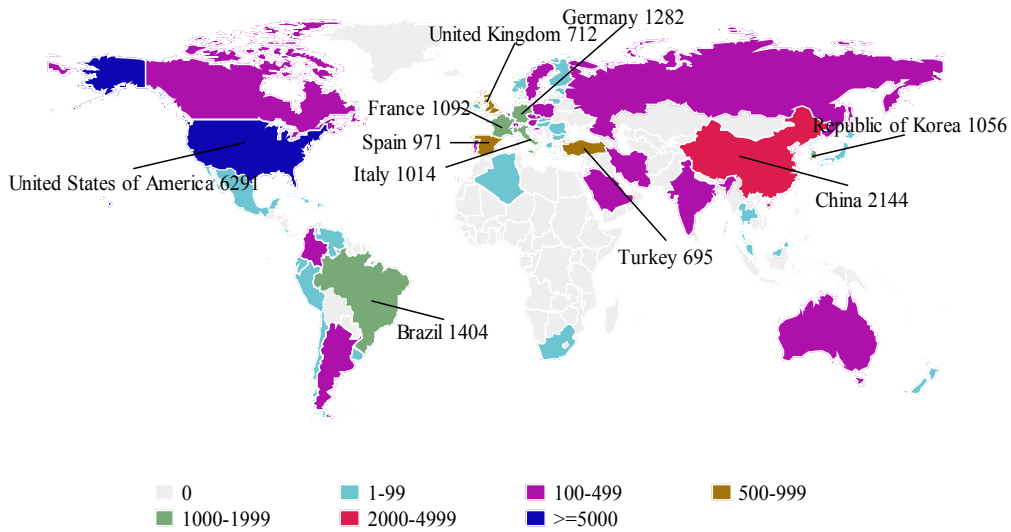 Germany 1282
United Kingdom 712
France 1092
Republic of Korea 1056
Spain 971
Italy 1014
United States of America 6291
China 2144
Turkey 695
Brazil 1404
0
1-99
100-499
500-999
1000-1999
2000-4999
>=5000